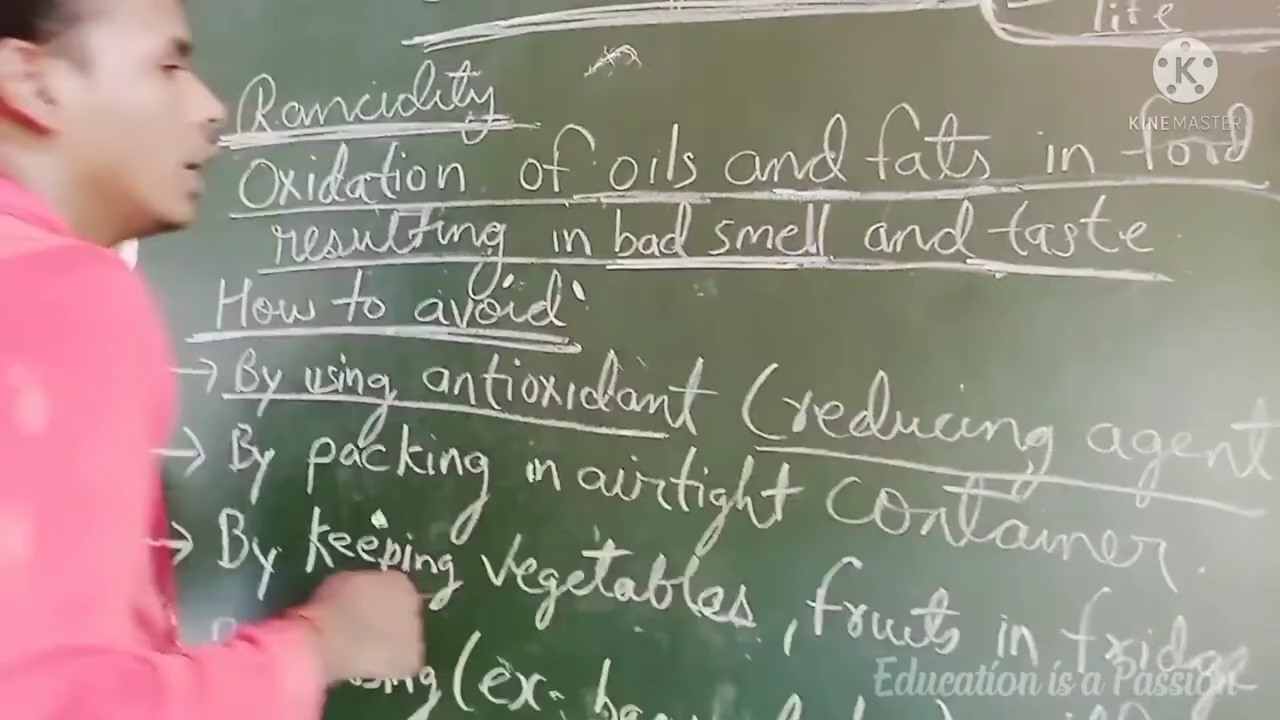 life
KINEMASTER
Rancidity
Oxidation of oils and fats in food
resulting in bad smell and taste
How to avoid
→ By using antioxidant (reducing agent
→ By packing in airtight container.
→ By keeping vegetables, fruits in fridge
(ex-
Education is a Passion